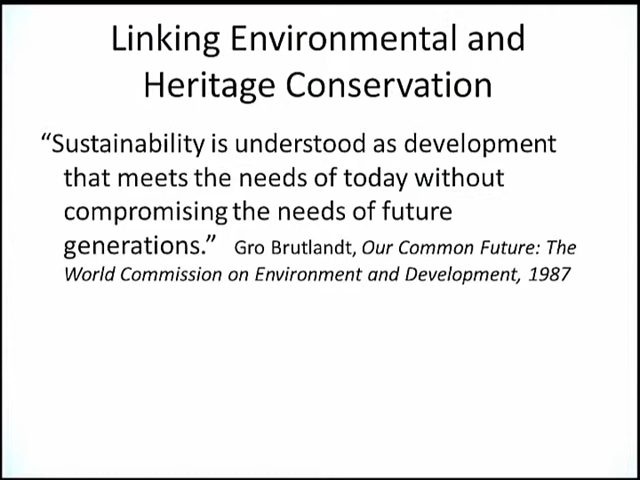 Linking Environmental and
Heritage Conservation
“Sustainability is understood as development
that meets the needs of today without
compromising the needs of future
generations.” Gro Brutlandt, Our Common Future: The
World Commission on Environment and Development, 1987